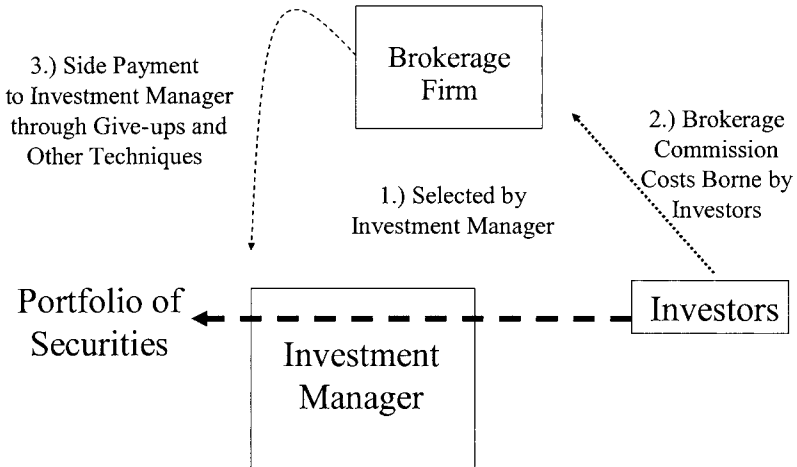 3.) Side Payment
to Investment Manager
through Give-ups and
Other Techniques
Brokerage
Firm
2.) Brokerage
Commission
Costs Borne by
Investors
1.) Selected by
Investment Manager
Portfolio of
Securities
Investment
Manager
Investors